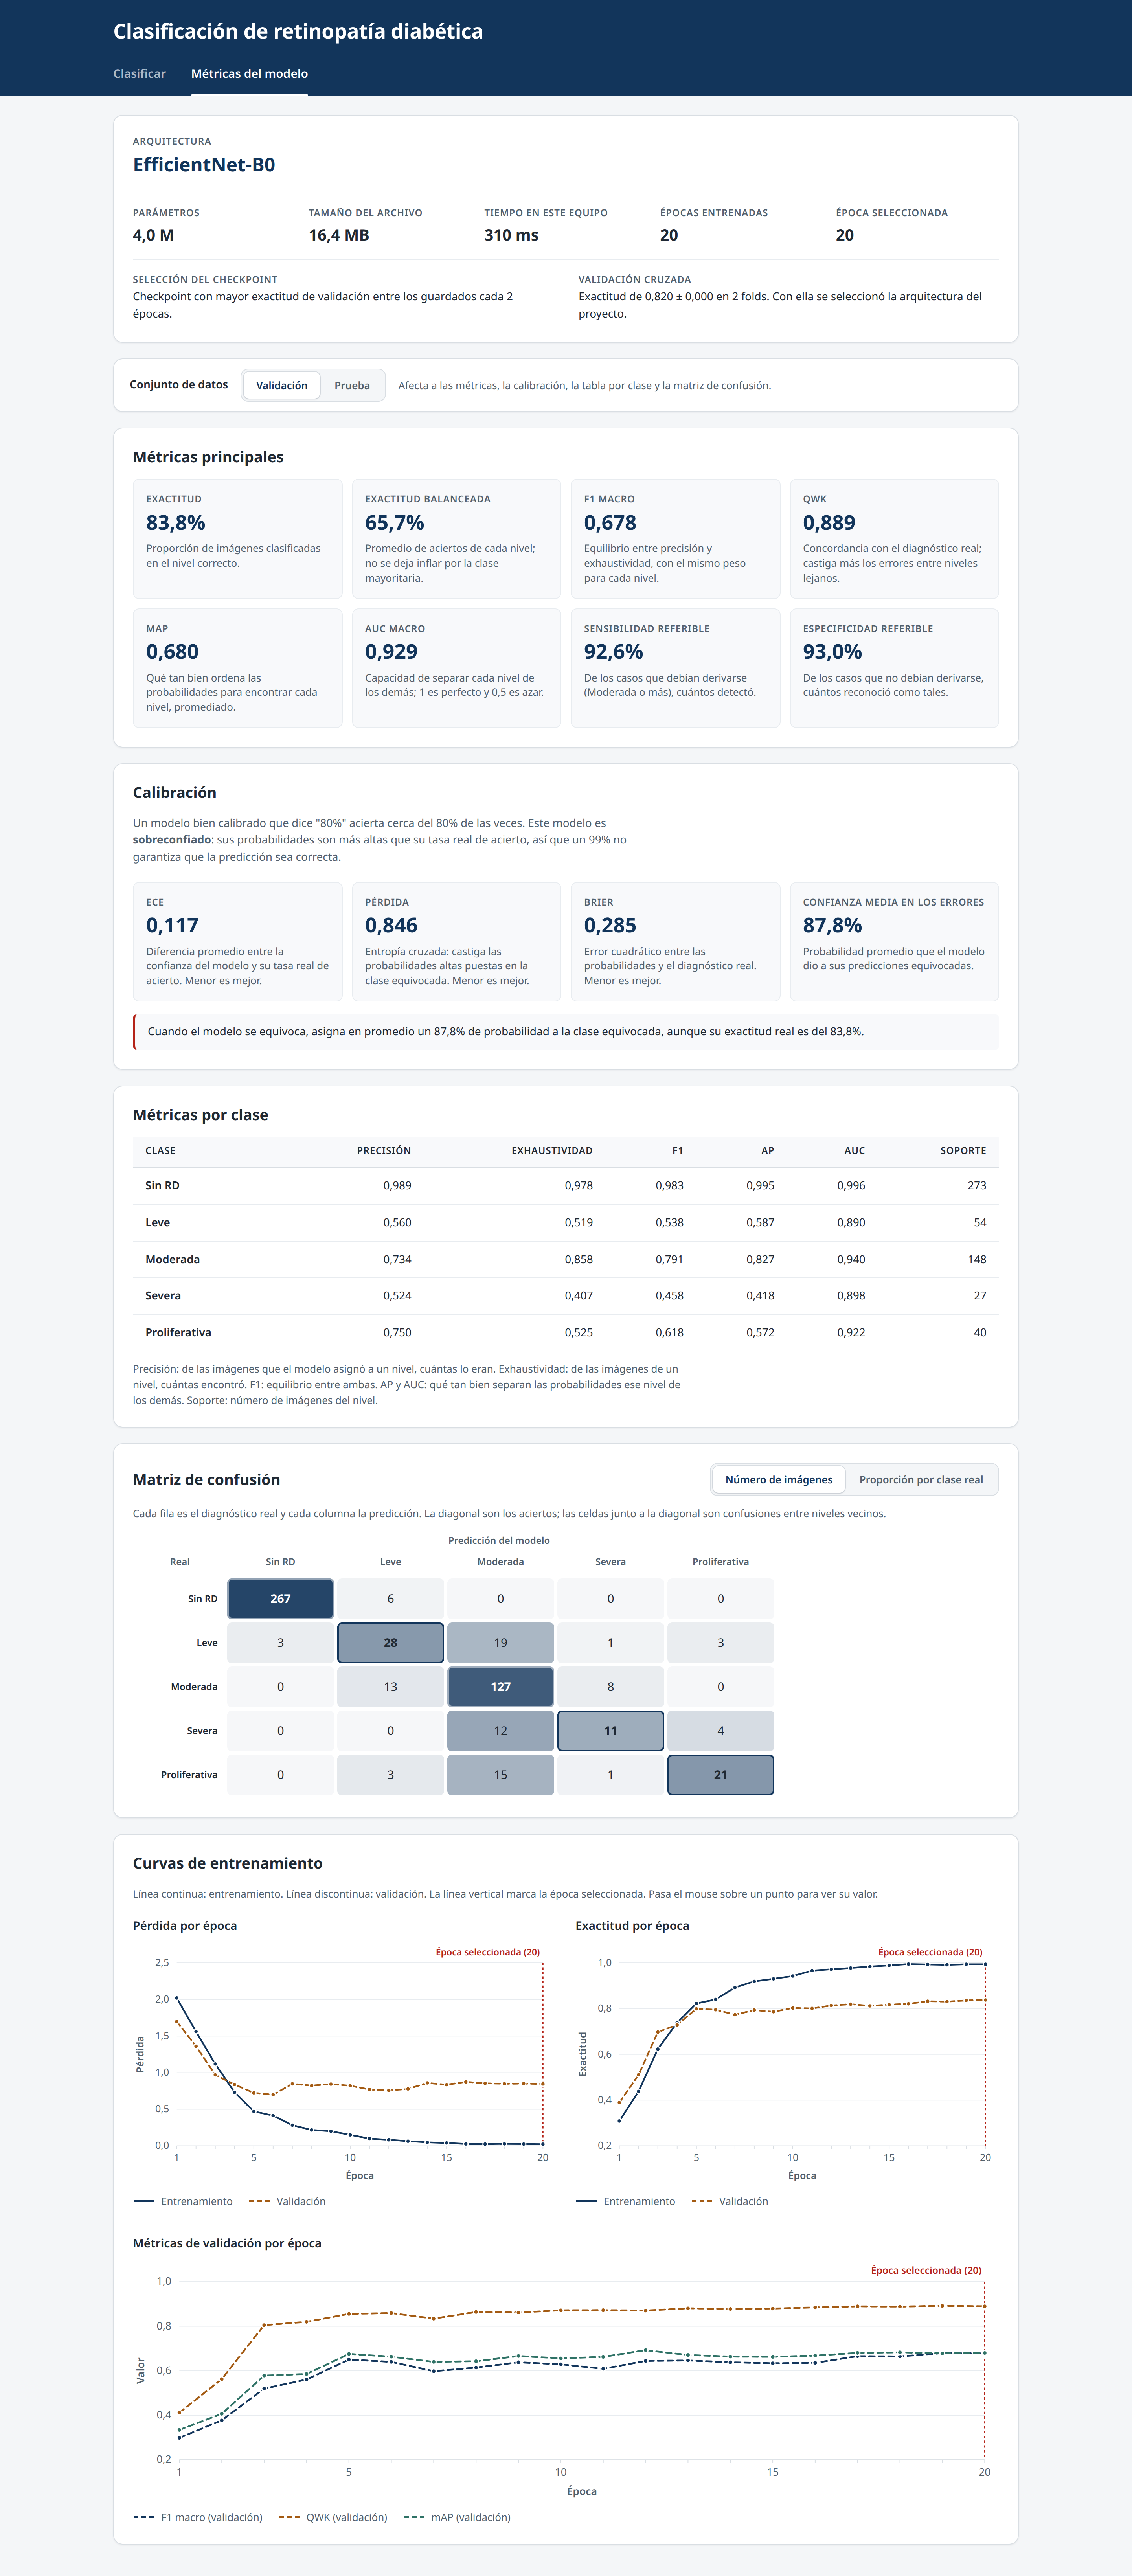 Clasificación de retinopatía diabética
Clasificar Métricas del modelo
ARQUITECTURA
EfficientNet-B0
PARÁMETROS TAMAÑO DEL ARCHIVO TIEMPO EN ESTE EQUIPO ÉPOCAS ENTRENADAS ÉPOCA SELECCIONADA
4,0 M 16,4 MB 310 ms 20 20
SELECCIÓN DEL CHECKPOINT
Checkpoint con mayor exactitud de validación entre los guardados cada 2
épocas.
VALIDACIÓN CRUZADA
Exactitud de 0,820 ± 0,000 en 2 folds. Con ella se seleccionó la arquitectura del
proyecto.
Conjunto de datos Validación Prueba Afecta a las métricas, la calibración, la tabla por clase y la matriz de confusión.
Métricas principales
EXACTITUD
83,8%
Proporción de imágenes clasificadas
en el nivel correcto.
EXACTITUD BALANCEADA
65,7%
Promedio de aciertos de cada nivel;
no se deja inflar por la clase
mayoritaria.
F1 MACRO
0,678
Equilibrio entre precisión y
exhaustividad, con el mismo peso
para cada nivel.
QWK
0,889
Concordancia con el diagnóstico real;
castiga más los errores entre niveles
lejanos.
MAP
0,680
Qué tan bien ordena las
probabilidades para encontrar cada
nivel, promediado.
AUC MACRO
0,929
Capacidad de separar cada nivel de
los demás; 1 es perfecto y 0,5 es azar.
SENSIBILIDAD REFERIBLE
92,6%
De los casos que debían derivarse
(Moderada o más), cuántos detectó.
ESPECIFICIDAD REFERIBLE
93,0%
De los casos que no debían derivarse,
cuántos reconoció como tales.
Calibración
Un modelo bien calibrado que dice "80%" acierta cerca del 80% de las veces. Este modelo es
sobreconfiado: sus probabilidades son más altas que su tasa real de acierto, así que un 99% no
garantiza que la predicción sea correcta.
ECE
0,117
Diferencia promedio entre la
confianza del modelo y su tasa real de
acierto. Menor es mejor.
PÉRDIDA
0,846
Entropía cruzada: castiga las
probabilidades altas puestas en la
clase equivocada. Menor es mejor.
BRIER
0,285
Error cuadrático entre las
probabilidades y el diagnóstico real.
Menor es mejor.
CONFIANZA MEDIA EN LOS ERRORES
87,8%
Probabilidad promedio que el modelo
dio a sus predicciones equivocadas.
Cuando el modelo se equivoca, asigna en promedio un 87,8% de probabilidad a la clase equivocada, aunque su exactitud real es del 83,8%.
Métricas por clase
CLASE PRECISIÓN EXHAUSTIVIDAD F1 AP AUC SOPORTE
Sin RD 0,989 0,978 0,983 0,995 0,996 273
Leve 0,560 0,519 0,538 0,587 0,890 54
Moderada 0,734 0,858 0,791 0,827 0,940 148
Severa 0,524 0,407 0,458 0,418 0,898 27
Proliferativa 0,750 0,525 0,618 0,572 0,922 40
Precisión: de las imágenes que el modelo asignó a un nivel, cuántas lo eran. Exhaustividad: de las imágenes de un
nivel, cuántas encontró. F1: equilibrio entre ambas. AP y AUC: qué tan bien separan las probabilidades ese nivel de
los demás. Soporte: número de imágenes del nivel.
Matriz de confusión
Número de imágenes Proporción por clase real
Cada fila es el diagnóstico real y cada columna la predicción. La diagonal son los aciertos; las celdas junto a la diagonal son confusiones entre niveles vecinos.
Predicción del modelo
Real Sin RD Leve Moderada Severa Proliferativa
Sin RD 267 6 0 0 0
Leve 3 28 19 1 3
Moderada 0 13 127 8 0
Severa 0 0 12 11 4
Proliferativa 0 3 15 1 21
Curvas de entrenamiento
Línea continua: entrenamiento. Línea discontinua: validación. La línea vertical marca la época seleccionada. Pasa el mouse sobre un punto para ver su valor.
Pérdida por época
Época seleccionada (20)
2,5
2,0
1,5
1,0
0,5
0,0
Pérdida
1 5 10 15 20
Época
Entrenamiento Validación
Exactitud por época
Época seleccionada (20)
1,0
0,8
0,6
0,4
0,2
Exactitud
1 5 10 15 20
Época
Entrenamiento Validación
Métricas de validación por época
Época seleccionada (20)
1,0
0,8
0,6
0,4
0,2
Valor
1 5 10 15 20
Época
F1 macro (validación) QWK (validación) mAP (validación)